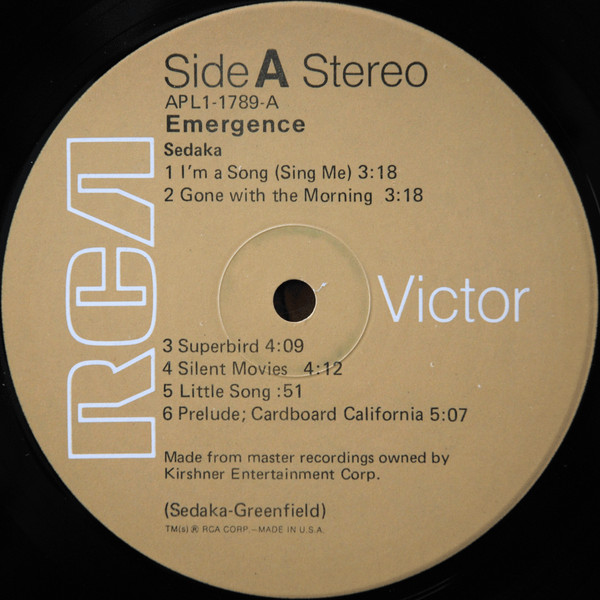 Side A Stereo
APL1-1789-A
Emergence
Sedaka
1 I'm a Song (Sing Me) 3:18
2 Gone with the Morning 3:18
RCA
Victor
3 Superbird 4:09
4 Silent Movies 4:12
5 Little Song :51
6 Prelude; Cardboard California 5:07
Made from master recordings owned by
Kirshner Entertainment Corp.
(Sedaka-Greenfield)
TM(s) ® RCA CORP.–MADE IN U.S.A.